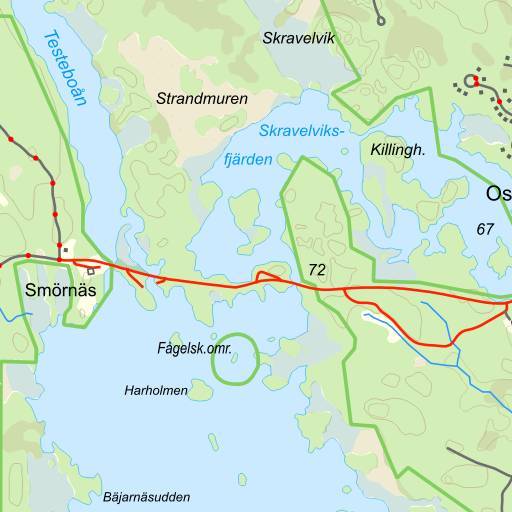 Testeboån
Skravelvik
Strandmuren
Skravelviks-
fjärden
Killingh.
Os
67
72
Smörnäs
Fågelsk.omr.
Harholmen
Bäjarnäsudden